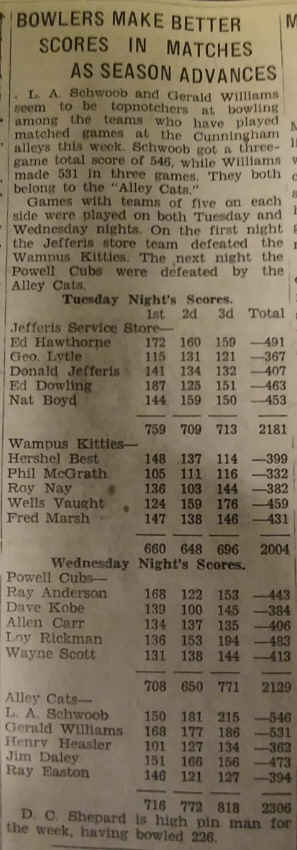 BOWLERS MAKE BETTER
SCORES IN MATCHES
AS SEASON ADVANCES
L. A. Schwoob and Gerald Williams
seem to be topnotchers at bowling
among the teams who have played
matched games at the Cunningham
alleys this week. Schwoob got a three-
game total score of 546, while Williams
made 531 in three games. They both
belong to the "Alley Cats."
Games with teams of five on each
side were played on both Tuesday and
Wednesday nights. On the first night
the Jefferis store team defeated the
Wampus Kitties. The next night the
Powell Cubs were defeated by the
Alley Cats.
Tuesday Night's Scores.
1st 2d 3d Total
Jefferis Service Store—
Ed Hawthorne 172 160 159 —491
Geo. Lytle 115 131 121 —367
Donald Jefferis 141 134 132 —407
Ed Dowling 187 125 151 —463
Nat Boyd 144 159 150 —453
759 709 713 2181
Wampus Kitties—
Hershel Best 148 137 114 —399
Phil McGrath 105 111 116 —332
Roy Nay 136 103 144 —382
Wells Vaught 124 159 176 —459
Fred Marsh 147 138 146 —431
660 648 696 2004
Wednesday Night's Scores.
Powell Cubs—
Ray Anderson 168 122 153 —443
Dave Kobe 139 100 145 —384
Allen Carr 134 137 135 —406
Loy Rickman 136 153 194 —483
Wayne Scott 131 138 144 —413
708 650 771 2129
Alley Cats—
L. A. Schwoob 150 181 215 —546
Gerald Williams 168 177 186 —531
Henry Heasler 101 127 134 —362
Jim Daley 151 166 156 —473
Ray Easton 146 121 127 —394
716 772 818 2306
D. C. Shepard is high pin man for
the week, having bowled 226.